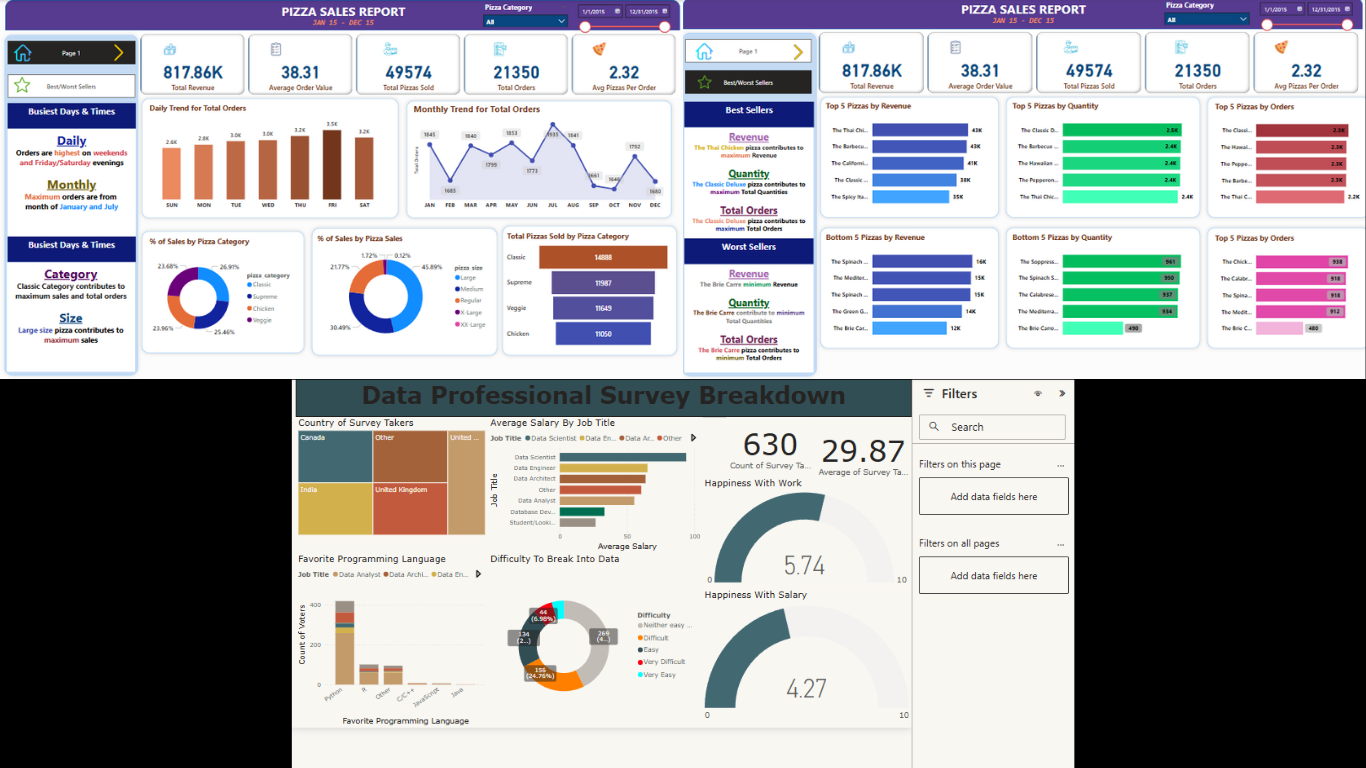 PIZZA SALES REPORT
JAN 15 - DEC 15
Pizza Category
All
1/1/2015
12/31/2015
Page 1
Best/Worst Sellers
817.86K
Total Revenue
38.31
Average Order Value
49574
Total Pizzas Sold
21350
Total Orders
2.32
Avg Pizzas Per Order
Busiest Days & Times
Daily
Orders are highest on weekends
and Friday/Saturday evenings
Monthly
Maximum orders are from
month of January and July
Busiest Days & Times
Category
Classic Category contributes to
maximum sales and total orders
Size
Large size pizza contributes to
maximum sales
Daily Trend for Total Orders
2.6K
2.8K
3.0K
3.0K
3.2K
3.5K
3.2K
SUN
MON
TUE
WED
THU
FRI
SAT
Monthly Trend for Total Orders
Total Orders
1845
1685
1840
1799
1853
1773
1935
1841
1661
1646
1792
1680
JAN
FEB
MAR
APR
MAY
JUN
JUL
AUG
SEP
OCT
NOV
DEC
% of Sales by Pizza Category
23.68%
26.91%
23.96%
25.46%
pizza_category
Classic
Supreme
Chicken
Veggie
% of Sales by Pizza Sales
1.72%
0.12%
21.77%
45.89%
30.49%
pizza_size
Large
Medium
Regular
X-Large
XX-Large
Total Pizzas Sold by Pizza Category
Classic
14888
Supreme
11987
Veggie
11649
Chicken
11050
PIZZA SALES REPORT
JAN 15 - DEC 15
Pizza Category
All
1/1/2015
12/31/2015
Page 1
Best/Worst Sellers
817.86K
Total Revenue
38.31
Average Order Value
49574
Total Pizzas Sold
21350
Total Orders
2.32
Avg Pizzas Per Order
Best Sellers
Revenue
The Thai Chicken pizza contributes to
maximum Revenue
Quantity
The Classic Deluxe pizza contributes to
maximum Total Quantities
Total Orders
The Classic Deluxe pizza contributes to
maximum Total Orders
Worst Sellers
Revenue
The Brie Carre minimum Revenue
Quantity
The Brie Carre contribute to minimum
Total Quantities
Total Orders
The Brie Carre pizza contributes to
minimum Total Orders
Top 5 Pizzas by Revenue
The Thai Chi...
43K
The Barbecu...
43K
The Californi...
41K
The Classic ...
38K
The Spicy Ita...
35K
Top 5 Pizzas by Quantity
The Classic D...
2.5K
The Barbecue ...
2.4K
The Hawaiian ...
2.4K
The Pepperon...
2.4K
The Thai Chic...
2.4K
Top 5 Pizzas by Orders
The Classi...
2.3K
The Hawai...
2.3K
The Peppe...
2.3K
The Barbe...
2.3K
The Thai C...
2.2K
Bottom 5 Pizzas by Revenue
The Spinach ...
16K
The Mediter...
15K
The Spinach ...
15K
The Green G...
14K
The Brie Car...
12K
Bottom 5 Pizzas by Quantity
The Soppress...
961
The Spinach S...
950
The Calabrese...
937
The Mediterra...
934
The Brie Carre...
490
Top 5 Pizzas by Orders
The Chick...
938
The Calabr...
918
The Spina...
918
The Medit...
912
The Brie C...
480
Data Professional Survey Breakdown
Country of Survey Takers
Canada
Other
United ...
India
United Kingdom
Average Salary By Job Title
Job Title
Data Scientist
Data En...
Data Ar...
Other
Job Title
Data Scientist
Data Engineer
Data Architect
Other
Data Analyst
Database Dev...
Student/Looki...
0
50
100
Average Salary
630
Count of Survey Ta...
29.87
Average of Survey Ta...
Happiness With Work
5.74
0
10
Happiness With Salary
4.27
0
10
Favorite Programming Language
Job Title
Data Analyst
Data Archi...
Data En...
Count of Voters
400
200
0
Python
R
Other
C/C++
JavaScript
Java
Favorite Programming Language
Difficulty To Break Into Data
44
(6.98%)
134
(2...)
269
(4...)
156
(24.76%)
Difficulty
Neither easy ...
Difficult
Easy
Very Difficult
Very Easy
Filters
Search
Filters on this page
...
Add data fields here
Filters on all pages
...
Add data fields here